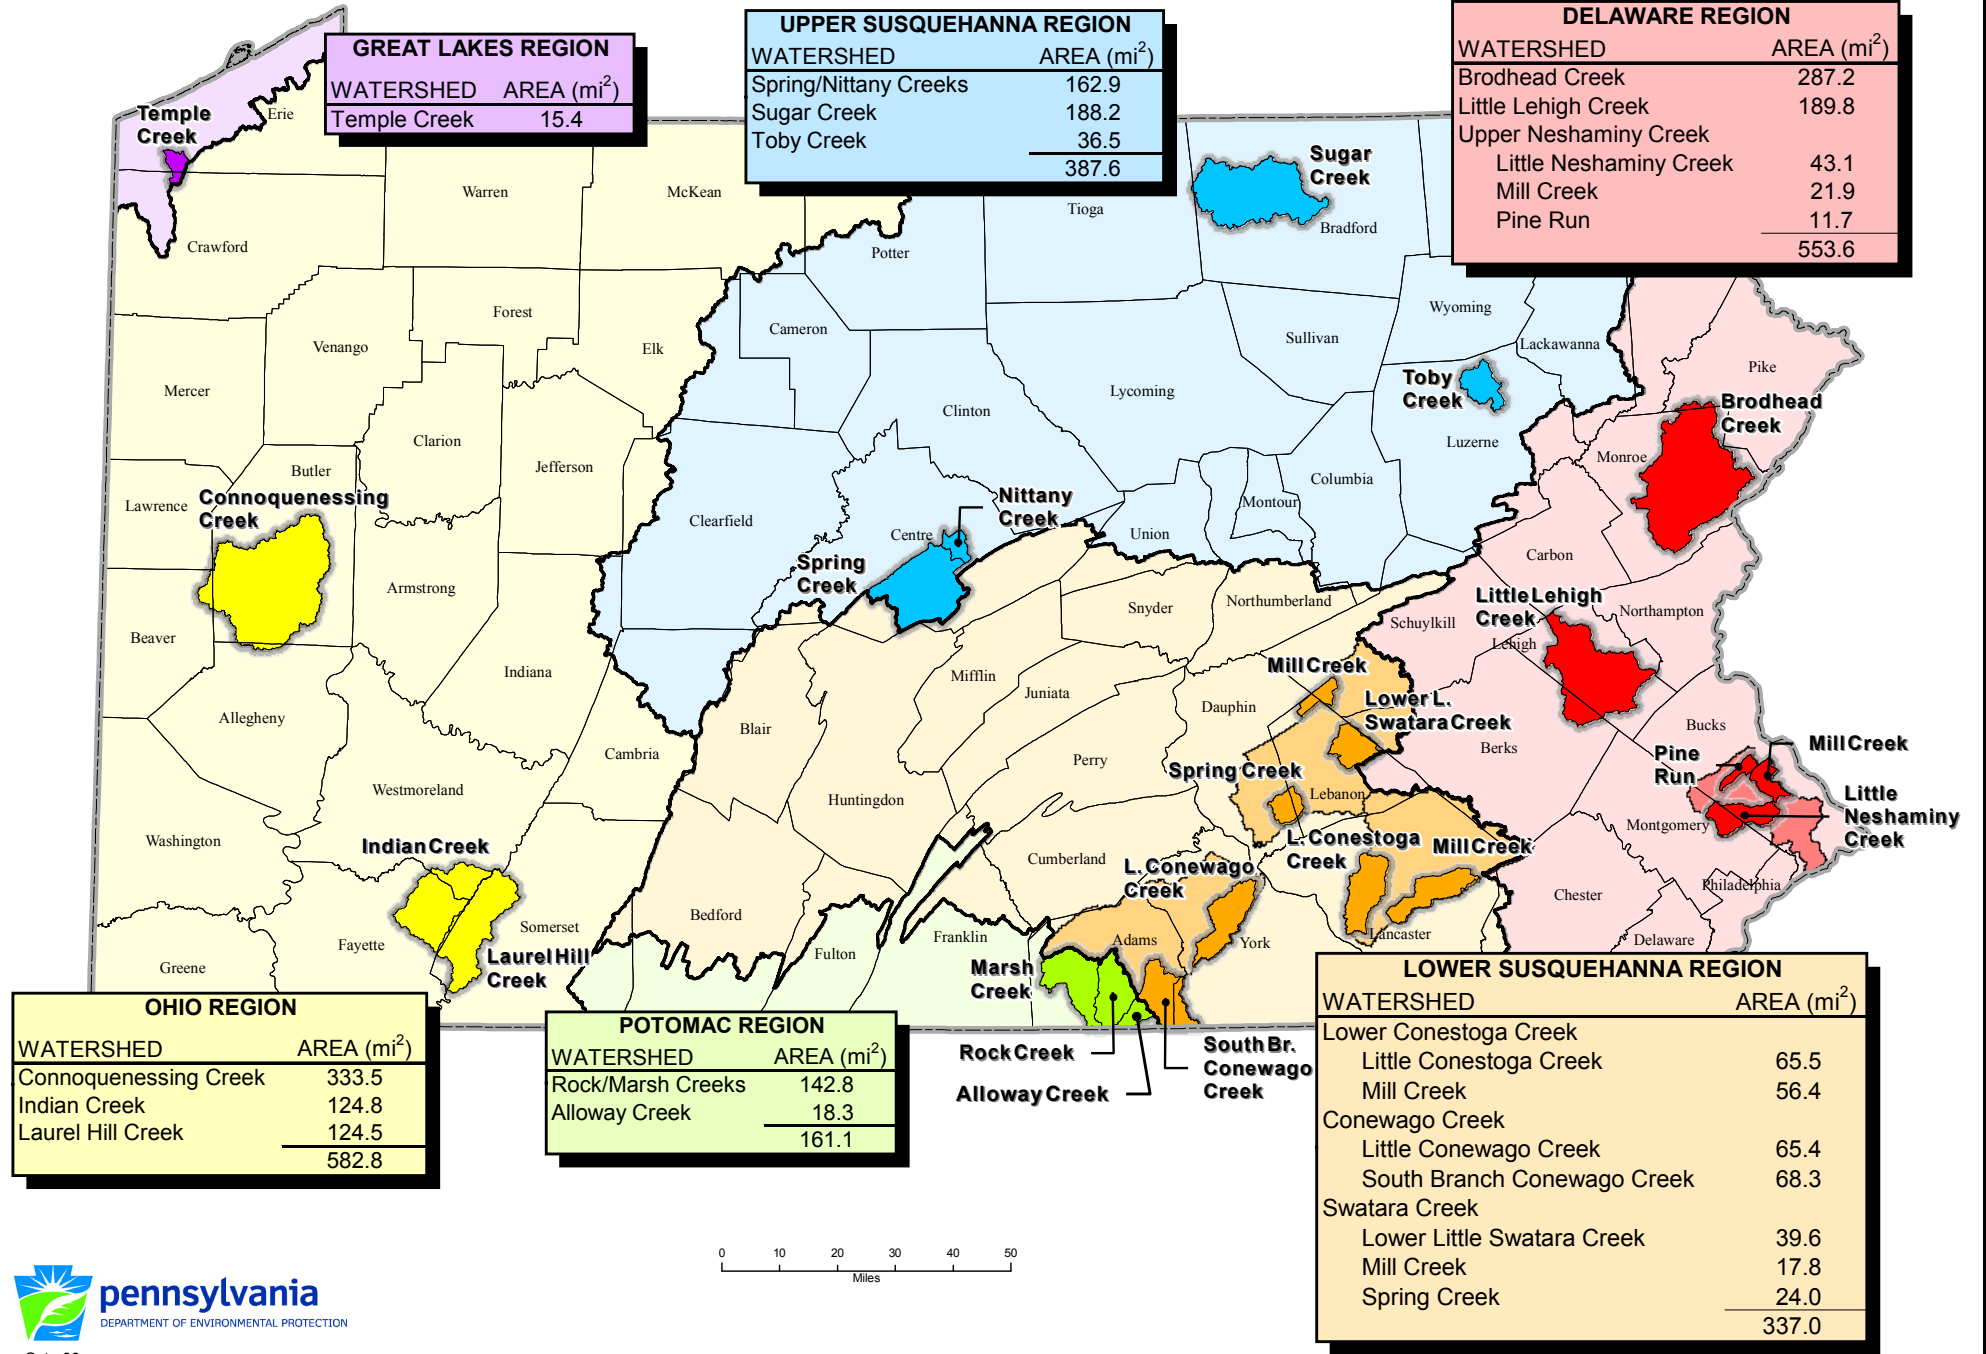 GREAT LAKES REGION
WATERSHED AREA (mi²)
Temple Creek 15.4
UPPER SUSQUEHANNA REGION
WATERSHED AREA (mi²)
Spring/Nittany Creeks 162.9
Sugar Creek 188.2
Toby Creek 36.5
387.6
DELAWARE REGION
WATERSHED AREA (mi²)
Brodhead Creek 287.2
Little Lehigh Creek 189.8
Upper Neshaminy Creek
Little Neshaminy Creek 43.1
Mill Creek 21.9
Pine Run 11.7
553.6
Temple
Creek
Erie
Crawford
Warren
McKean
Potter
Tioga
Sugar
Creek
Bradford
Mercer
Venango
Forest
Elk
Cameron
Clinton
Lycoming
Sullivan
Wyoming
Lackawanna
Pike
Toby
Creek
Luzerne
Brodhead
Creek
Monroe
Clarion
Jefferson
Butler
Lawrence
Connoquenessing
Creek
Clearfield
Centre
Nittany
Creek
Spring
Creek
Union
Montour
Columbia
Carbon
Armstrong
Beaver
Indiana
Snyder
Northumberland
Schuylkill
Little Lehigh
Creek
Lehigh
Northampton
Allegheny
Mifflin
Juniata
Mill Creek
Dauphin
Lower L.
Swatara Creek
Bucks
Blair
Cambria
Perry
Berks
Pine
Run
Mill Creek
Westmoreland
Huntingdon
Spring Creek
Lebanon
Little
Neshaminy
Creek
Montgomery
Washington
Indian Creek
Cumberland
L. Conestoga
Creek
Mill Creek
L. Conewago
Creek
Philadelphia
Chester
Bedford
Somerset
Fayette
Greene
Laurel Hill
Creek
Fulton
Franklin
Adams
York
Lancaster
Delaware
Marsh
Creek
Rock Creek
Alloway Creek
South Br.
Conewago
Creek
OHIO REGION
WATERSHED AREA (mi²)
Connoquenessing Creek 333.5
Indian Creek 124.8
Laurel Hill Creek 124.5
582.8
POTOMAC REGION
WATERSHED AREA (mi²)
Rock/Marsh Creeks 142.8
Alloway Creek 18.3
161.1
LOWER SUSQUEHANNA REGION
WATERSHED AREA (mi²)
Lower Conestoga Creek
Little Conestoga Creek 65.5
Mill Creek 56.4
Conewago Creek
Little Conewago Creek 65.4
South Branch Conewago Creek 68.3
Swatara Creek
Lower Little Swatara Creek 39.6
Mill Creek 17.8
Spring Creek 24.0
337.0
0 10 20 30 40 50
Miles
pennsylvania
DEPARTMENT OF ENVIRONMENTAL PROTECTION